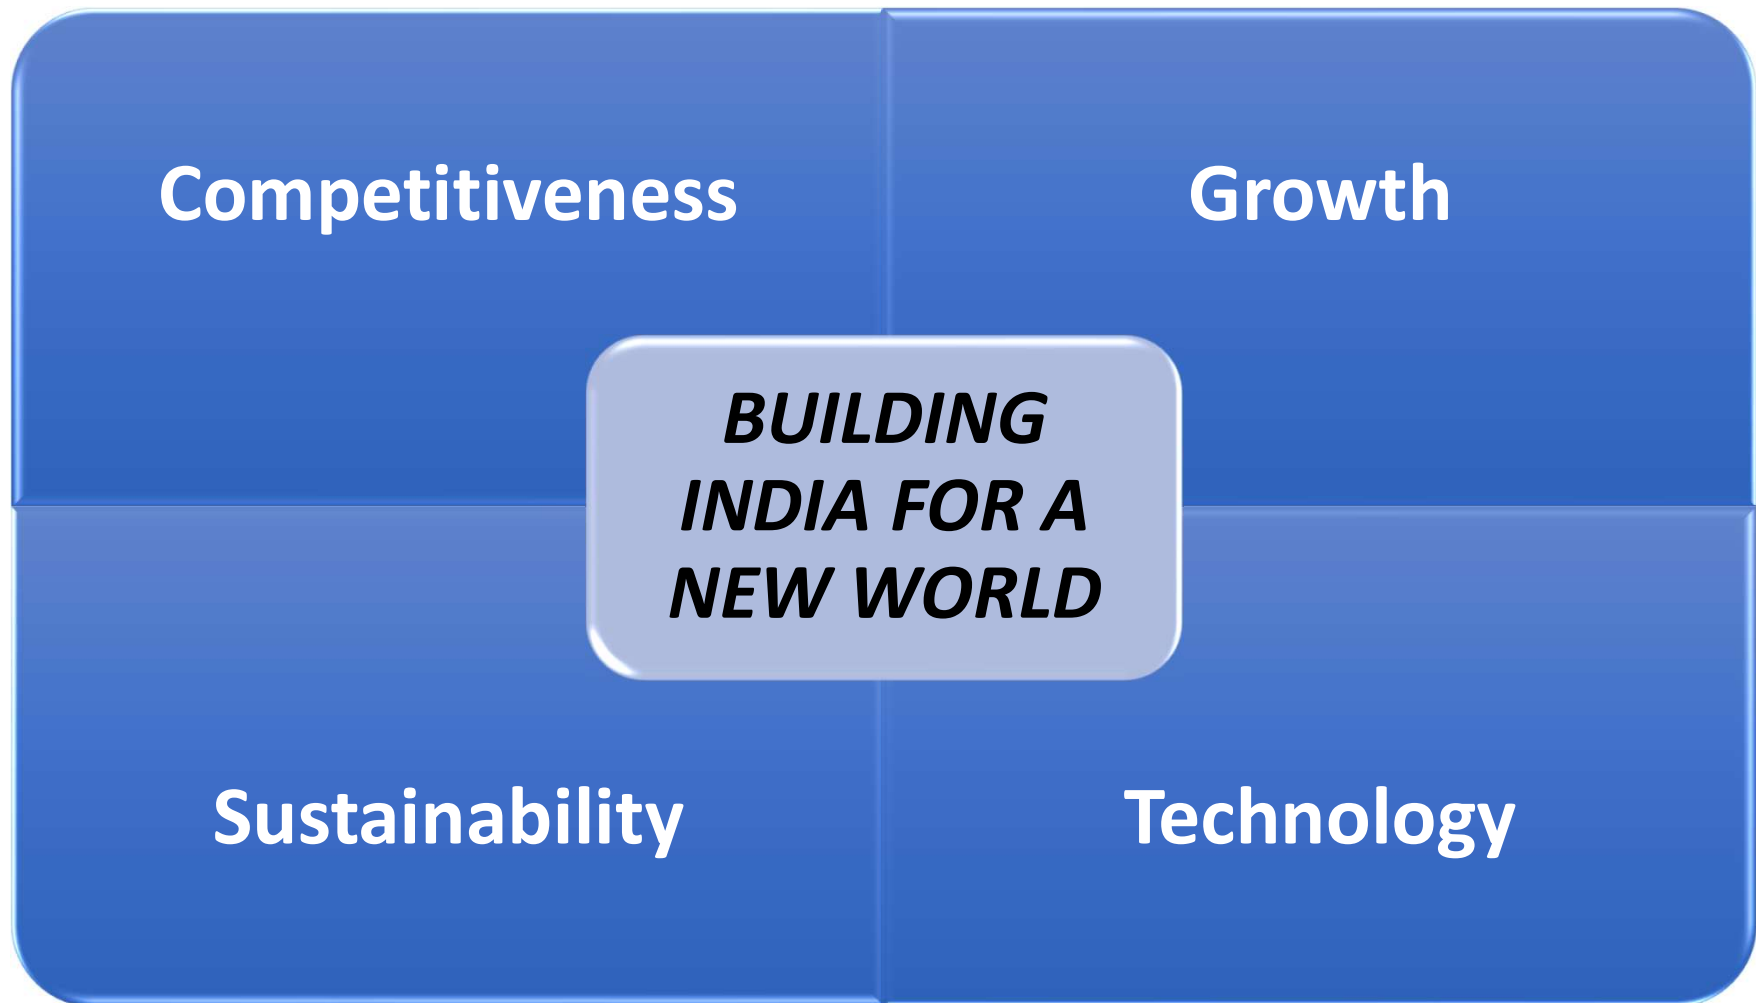 Competitiveness
Growth
BUILDING
INDIA FOR A
NEW WORLD
Sustainability
Technology